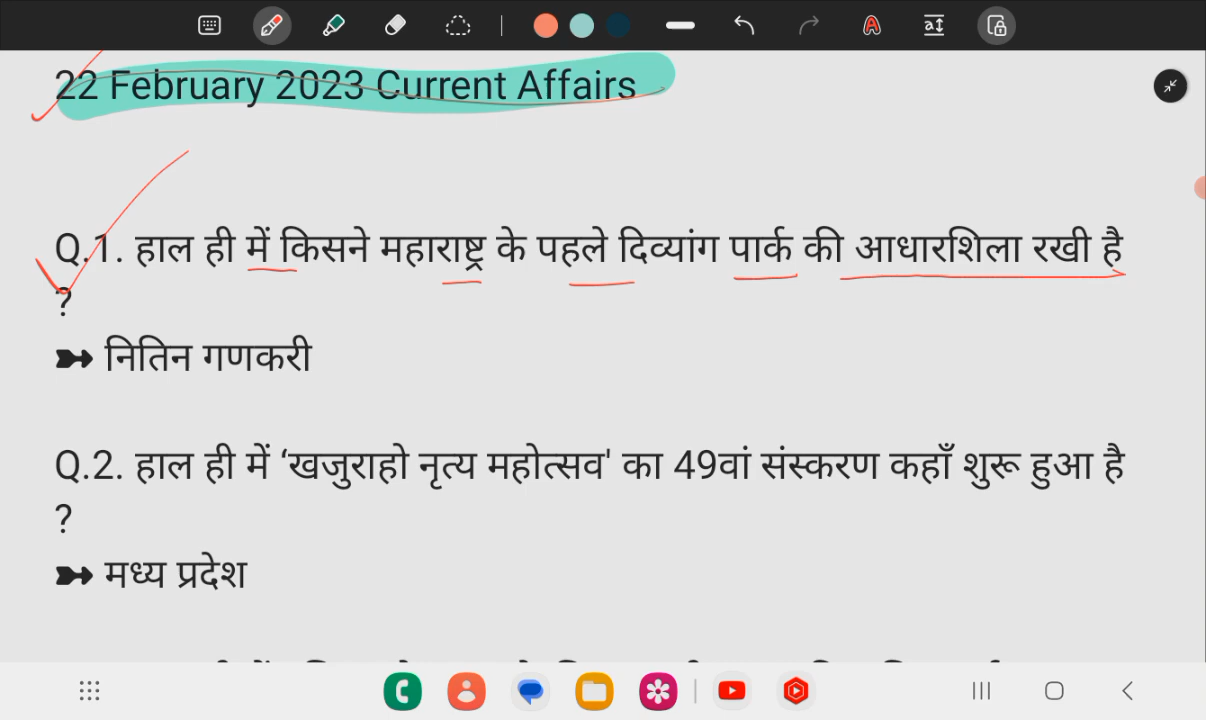 22 February 2023 Current Affairs
Q.1. हाल ही में किसने महाराष्ट्र के पहले दिव्यांग पार्क की आधारशिला रखी है
?
➳ नितिन गणकरी
Q.2. हाल ही में ‘खजुराहो नृत्य महोत्सव' का 49वां संस्करण कहाँ शुरू हुआ है
?
➳ मध्य प्रदेश